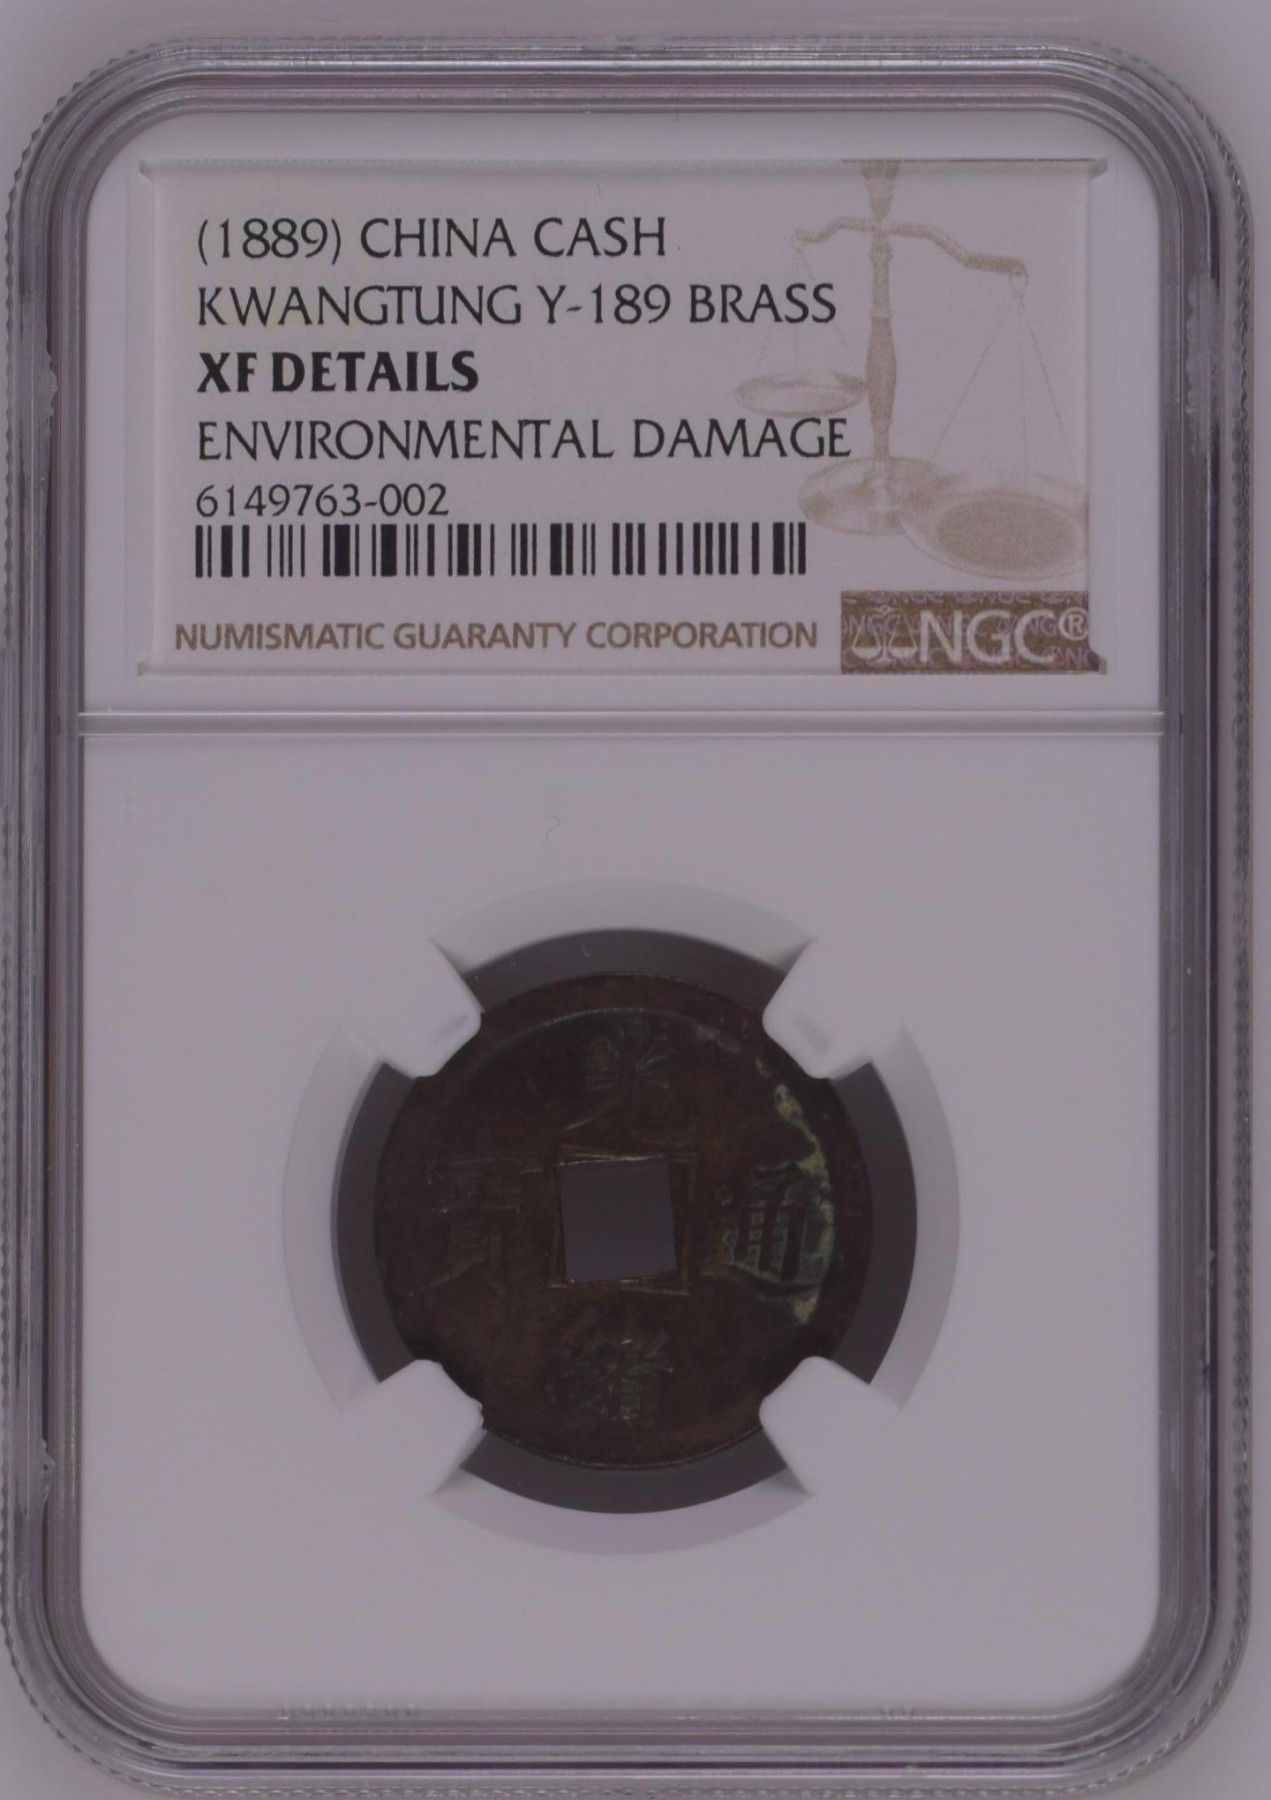 (1889) CHINA CASH
KWANGTUNG Y-189 BRASS
XF DETAILS
ENVIRONMENTAL DAMAGE
6149763-002
NUMISMATIC GUARANTY CORPORATION
NGC®
光
寶
緒
通